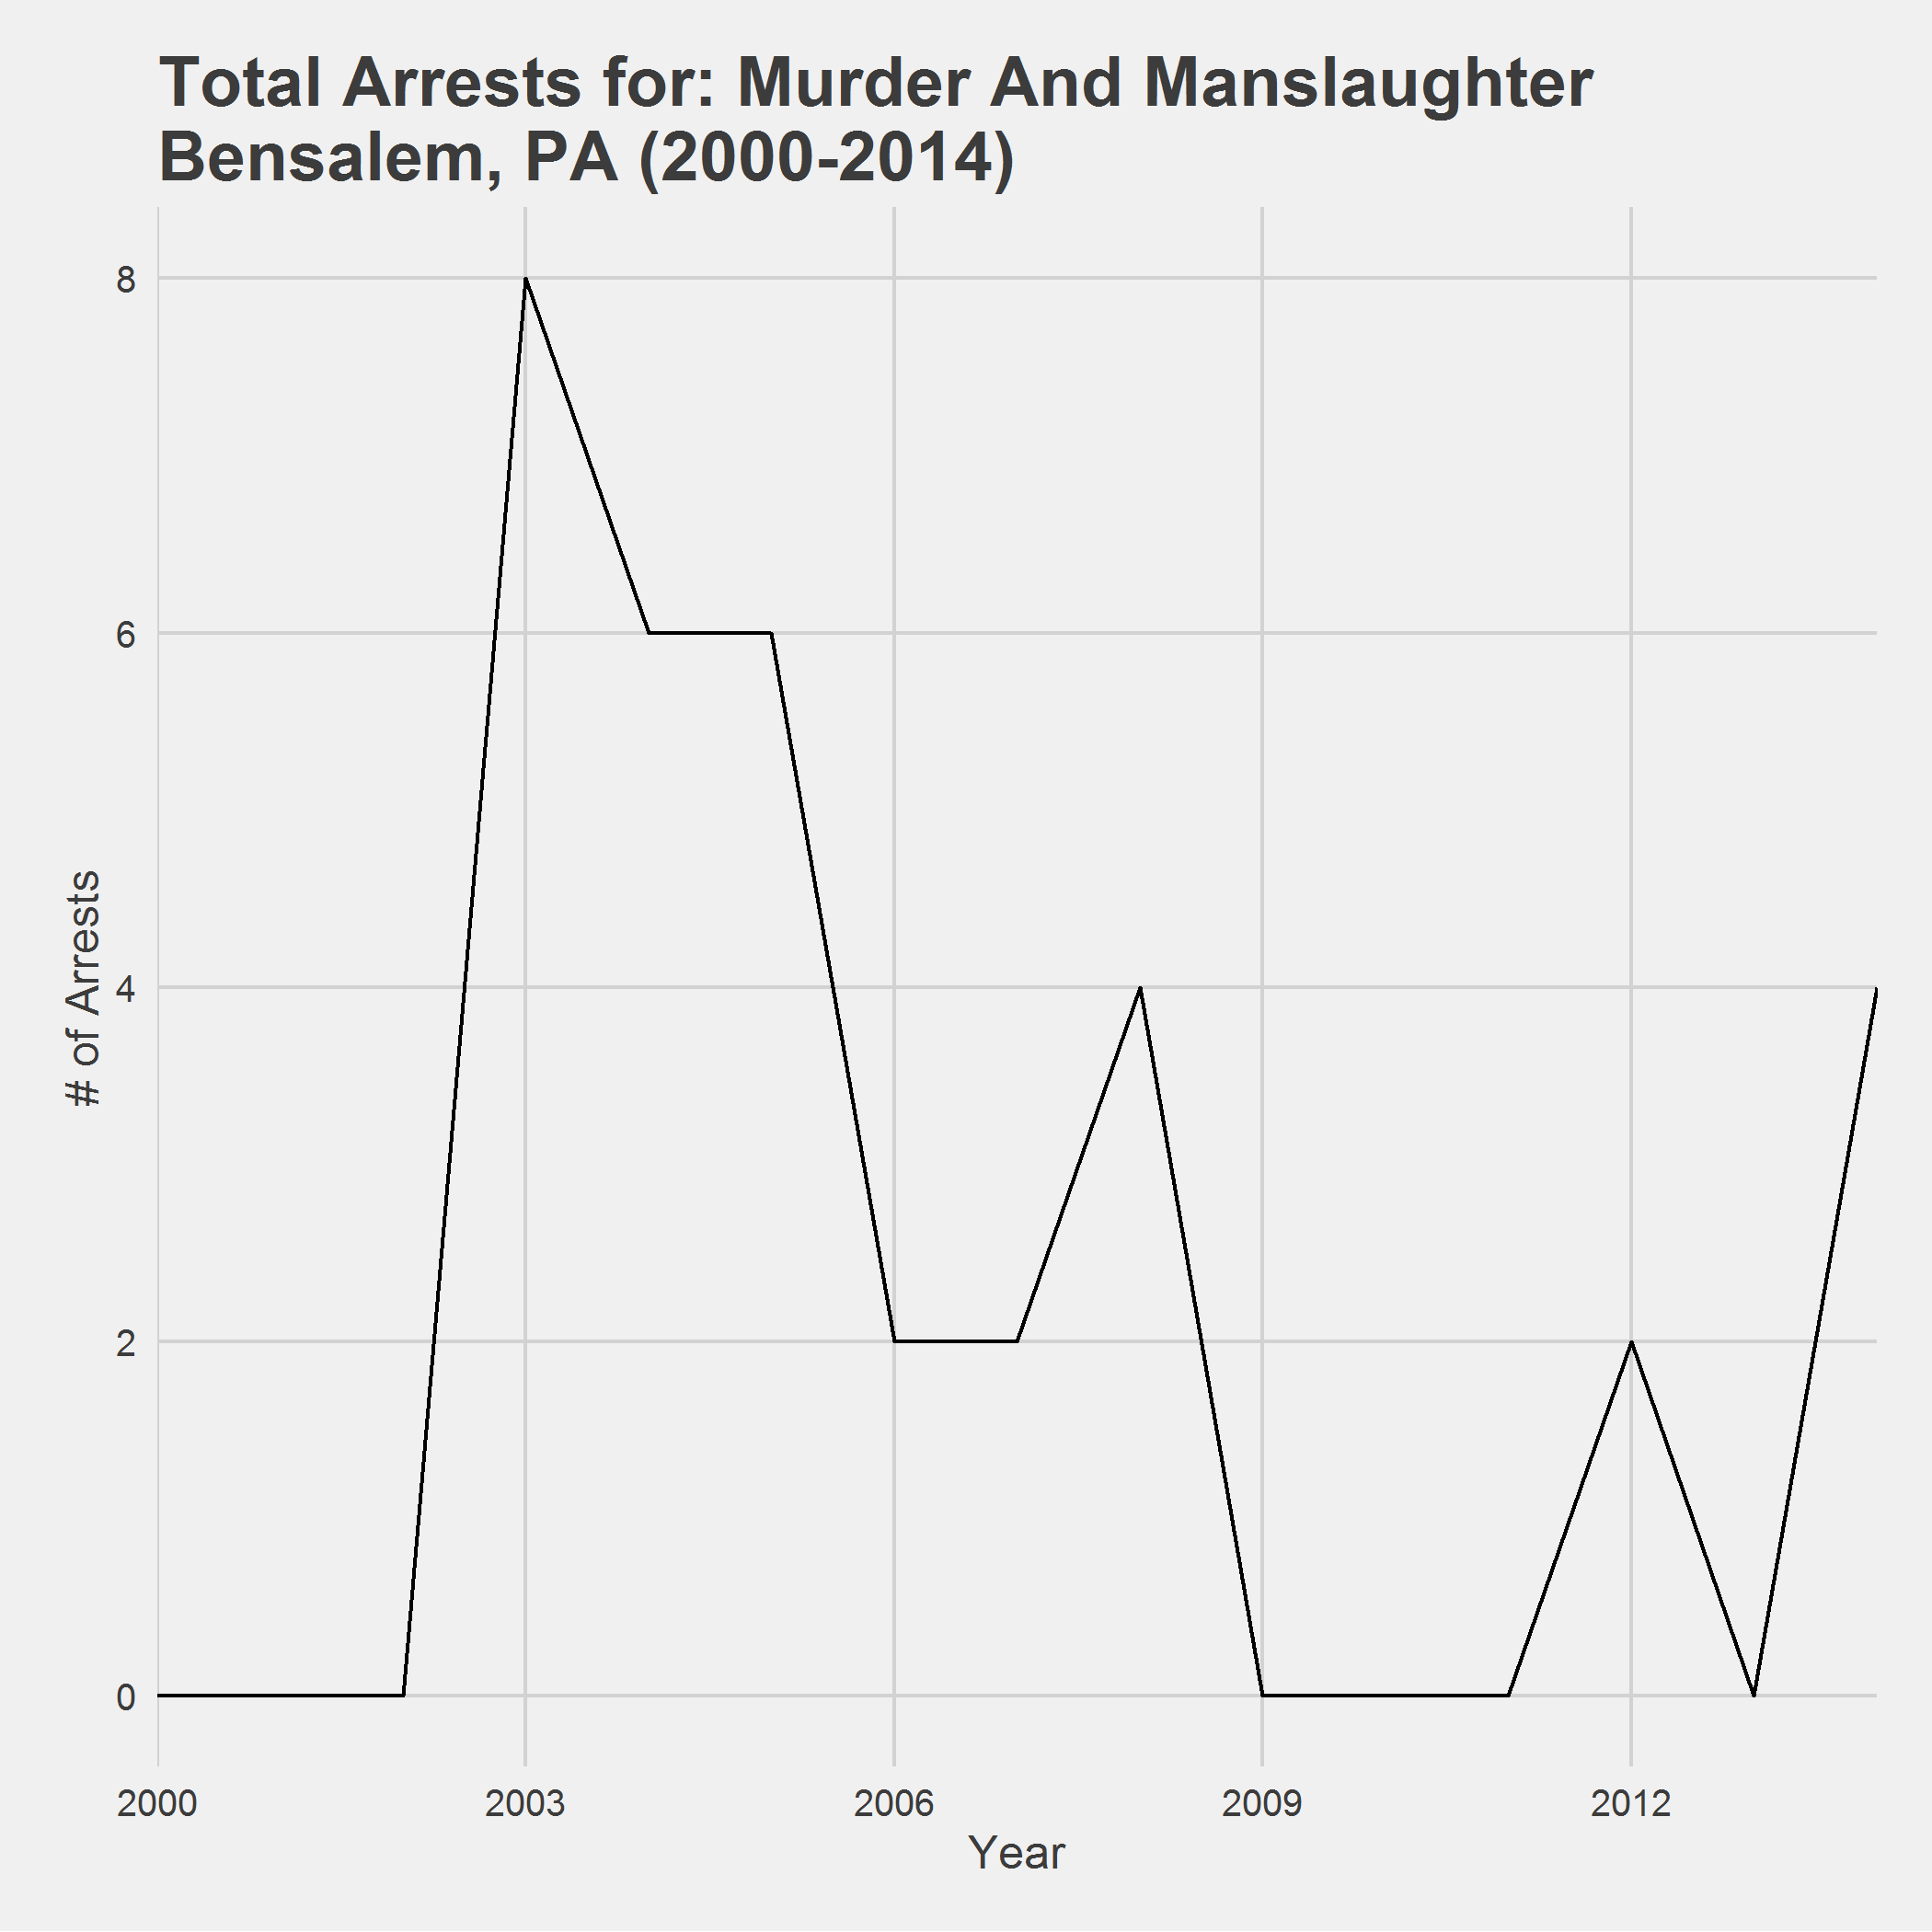 Total Arrests for: Murder And Manslaughter
Bensalem, PA (2000-2014)
8
6
4
2
0
# of Arrests
2000 2003 2006 2009 2012
Year